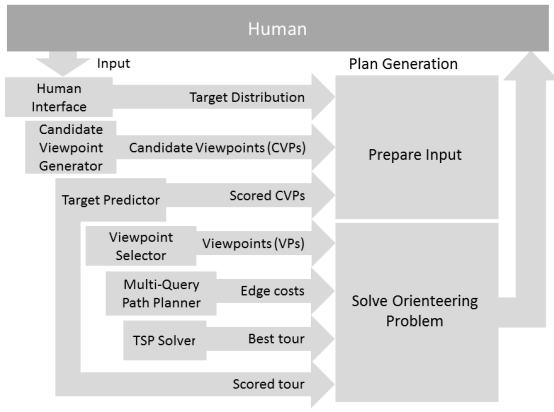 Human
Input
Plan Generation
Human
Interface
Target Distribution
Candidate
Viewpoint
Generator
Candidate Viewpoints (CVPs)
Prepare Input
Target Predictor
Scored CVPs
Viewpoint
Selector
Viewpoints (VPs)
Multi-Query
Path Planner
Edge costs
Solve Orienteering
Problem
TSP Solver
Best tour
Scored tour